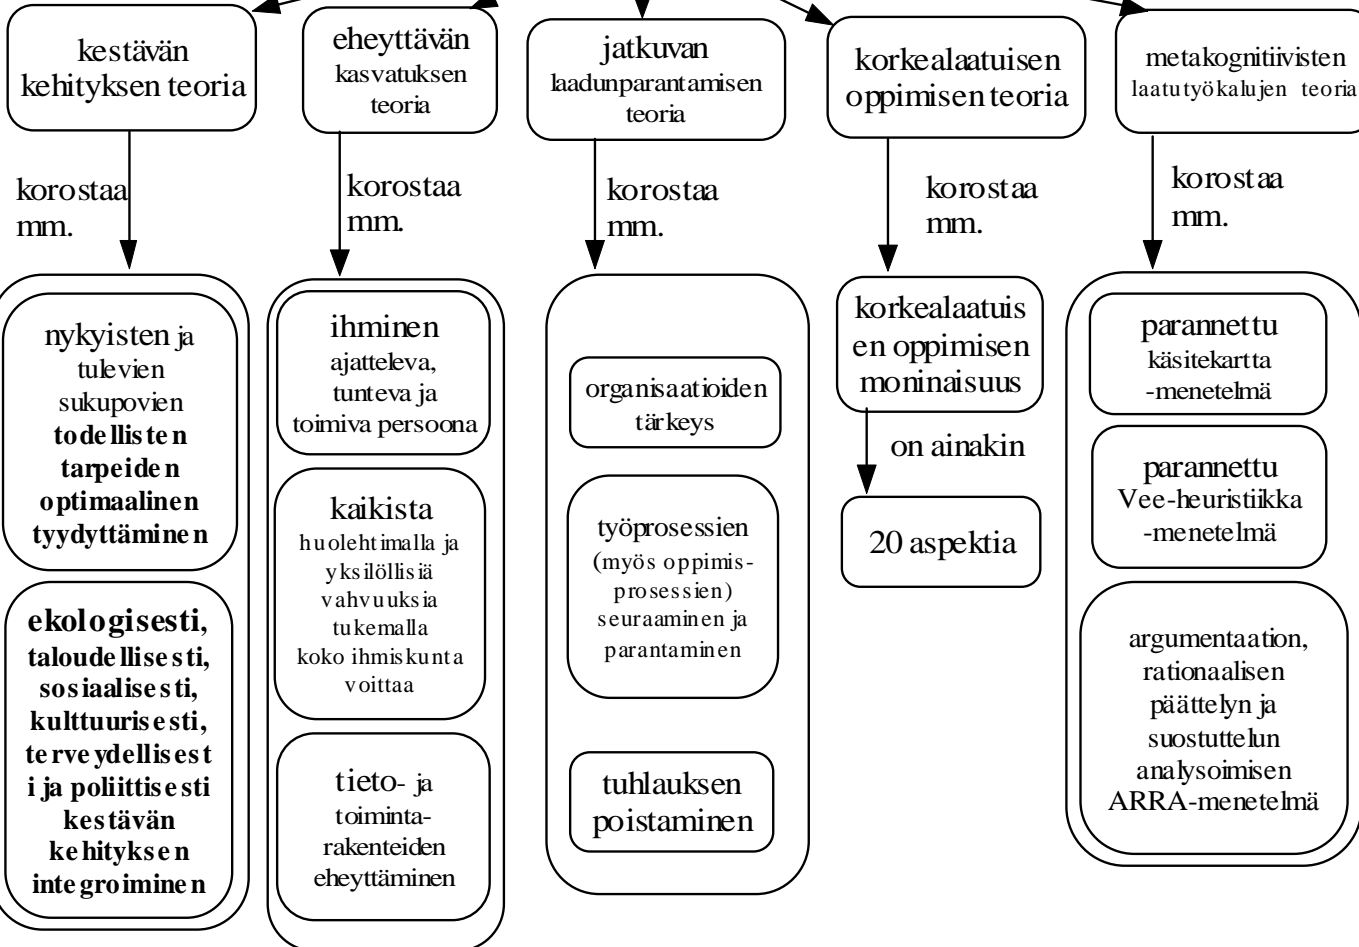 kestävän
kehityksen teoria
eheyttävän
kasvatuksen
teoria
jatkuvan
laadunparantamisen
teoria
korkealaatuisen
oppimisen teoria
metakognitiivisten
laatutyökalujen teoria
korostaa
mm.
korostaa
mm.
korostaa
mm.
korostaa
mm.
korostaa
mm.
nykyisten ja
tulevien
sukupovien
todellisten
tarpeiden
optimaalinen
tyydyttäminen
ekologisesti,
taloudellisesti,
sosiaalisesti,
kulttuurisesti,
terveydellisest
i ja poliittisesti
kestävän
kehityksen
integroiminen
ihminen
ajatteleva,
tunteva ja
toimiva persoona
kaikista
huolehtimalla ja
yksilöllisiä
vahvuuksia
tukemalla
koko ihmiskunta
voittaa
tieto- ja
toiminta-
rakenteiden
eheyttäminen
organisaatioiden
tärkeys
työprosessien
(myös oppimis-
prosessien)
seuraaminen ja
parantaminen
tuhlauksen
poistaminen
korkealaatuis
en oppimisen
moninaisuus
on ainakin
20 aspektia
parannettu
käsitekartta
-menetelmä
parannettu
Vee-heuristiikka
-menetelmä
argumentaation,
rationaalisen
päättelyn ja
suostuttelun
analysoimisen
ARRA-menetelmä